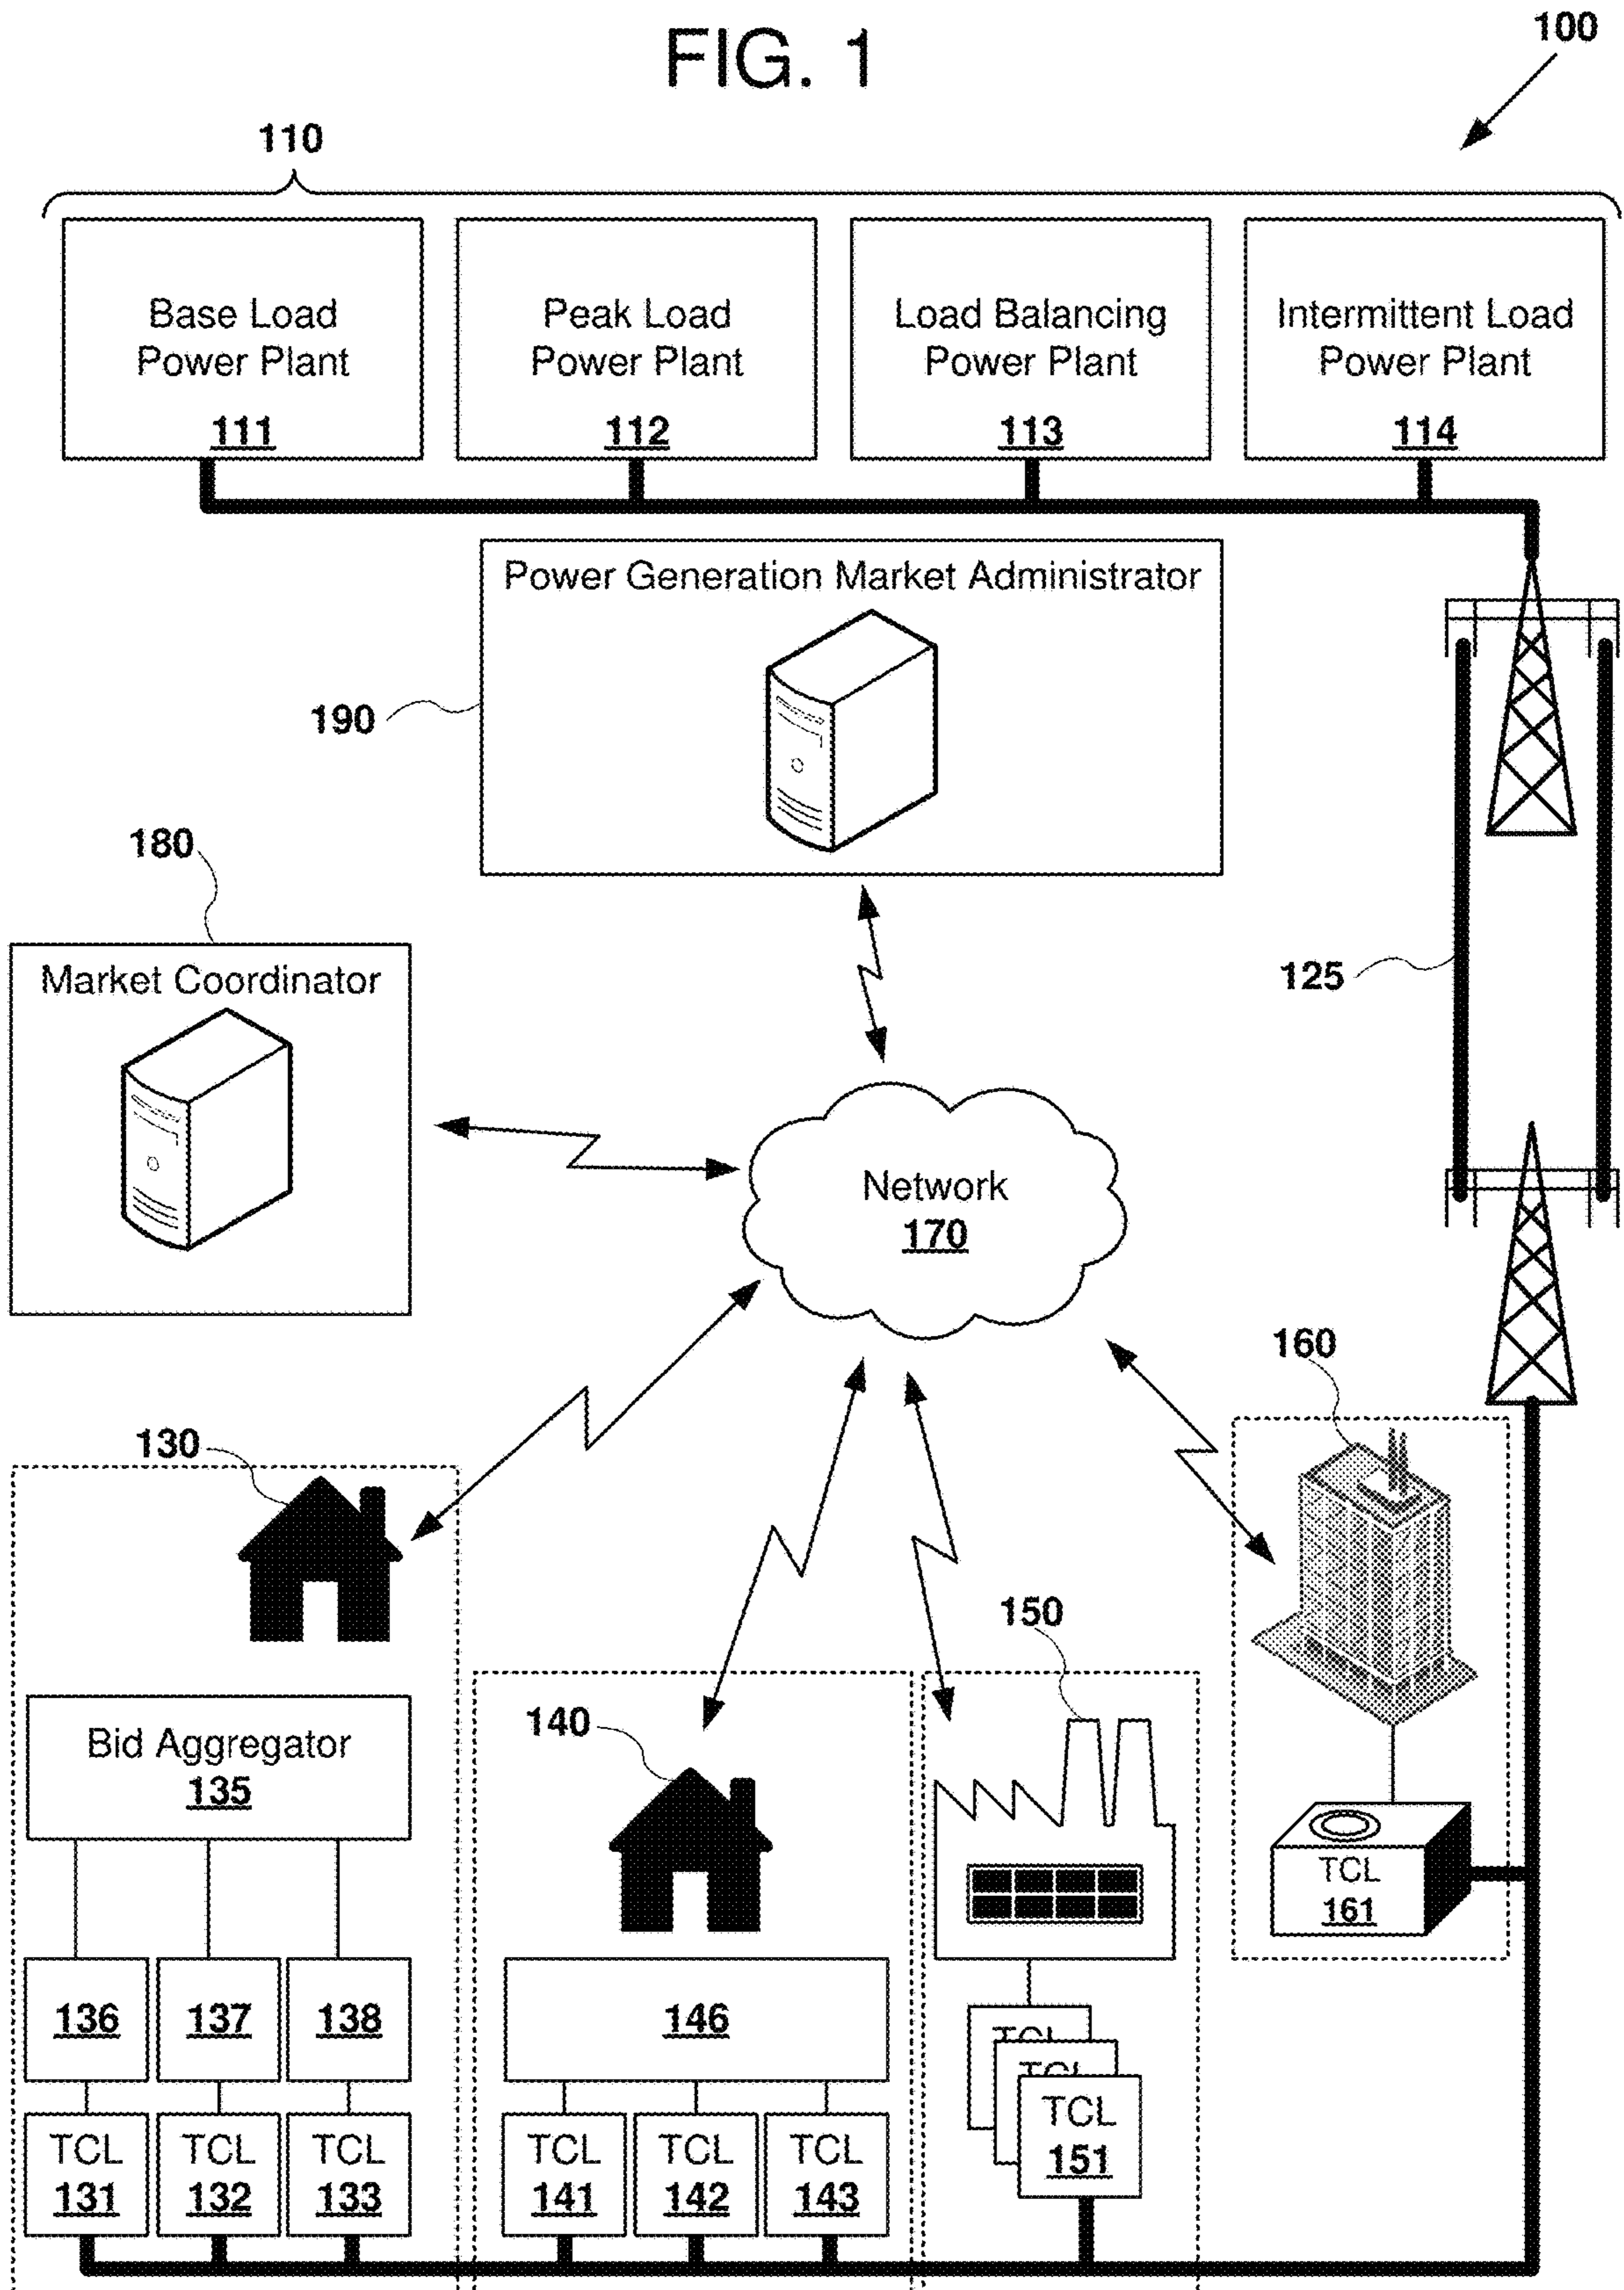 FIG. 1
100
110
Base Load
Power Plant
111
Peak Load
Power Plant
112
Load Balancing
Power Plant
113
Intermittent Load
Power Plant
114
Power Generation Market Administrator
190
180
Market Coordinator
125
Network
170
160
130
150
140
Bid Aggregator
135
TCL
161
136
137
138
146
TCL
TCL
TCL
151
TCL
131
TCL
132
TCL
133
TCL
141
TCL
142
TCL
143